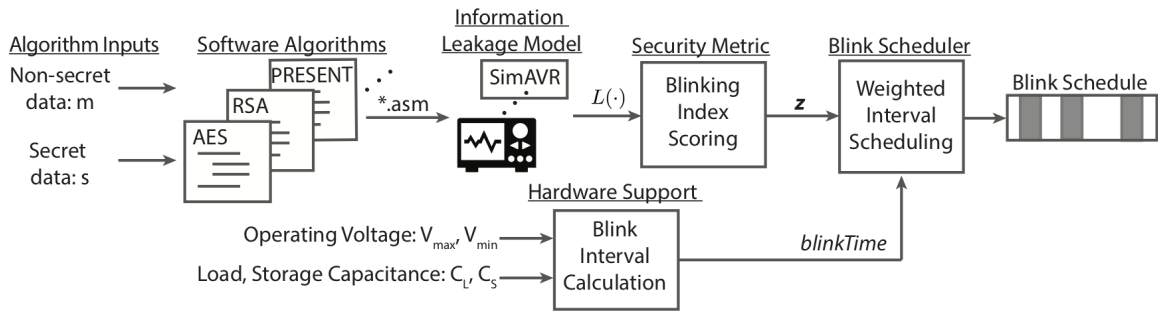 Algorithm Inputs
Non-secret
data: m
Secret
data: s
Software Algorithms
PRESENT
RSA
AES
*.asm
Information
Leakage Model
SimAVR
L(·)
Security Metric
Blinking
Index
Scoring
z
Blink Scheduler
Weighted
Interval
Scheduling
Blink Schedule
Hardware Support
Operating Voltage: Vmax, Vmin
Load, Storage Capacitance: CL, CS
Blink
Interval
Calculation
blinkTime